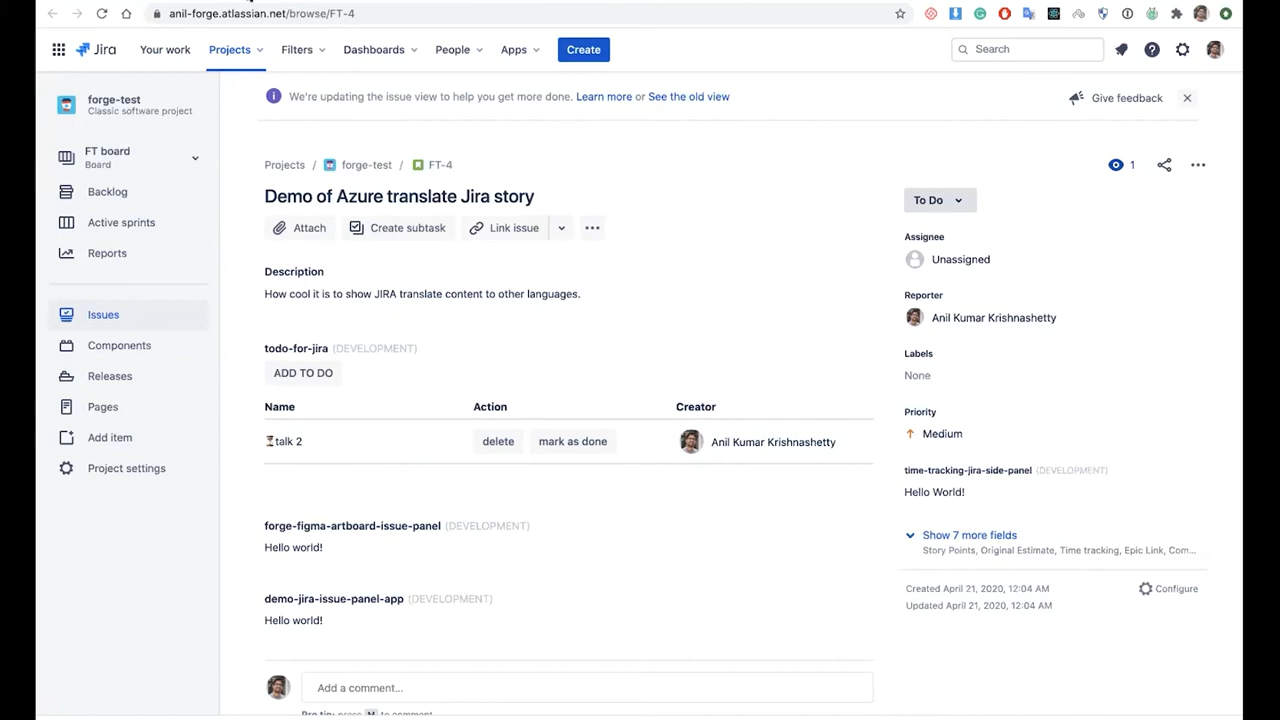 anil-forge.atlassian.net/browse/FT-4
Jira
Your work
Projects
Filters
Dashboards
People
Apps
Create
Search
forge-test
Classic software project
FT board
Board
Backlog
Active sprints
Reports
Issues
Components
Releases
Pages
Add item
Project settings
We're updating the issue view to help you get more done. Learn more or See the old view
Give feedback
Projects / forge-test / FT-4
1
Demo of Azure translate Jira story
Attach
Create subtask
Link issue
Description
How cool it is to show JIRA translate content to other languages.
todo-for-jira (DEVELOPMENT)
ADD TO DO
Name Action Creator
talk 2 delete mark as done Anil Kumar Krishnashetty
forge-figma-artboard-issue-panel (DEVELOPMENT)
Hello world!
demo-jira-issue-panel-app (DEVELOPMENT)
Hello world!
Add a comment...
Pro tip: press M to comment
To Do
Assignee
Unassigned
Reporter
Anil Kumar Krishnashetty
Labels
None
Priority
Medium
time-tracking-jira-side-panel (DEVELOPMENT)
Hello World!
Show 7 more fields
Story Points, Original Estimate, Time tracking, Epic Link, Com...
Created April 21, 2020, 12:04 AM
Configure
Updated April 21, 2020, 12:04 AM